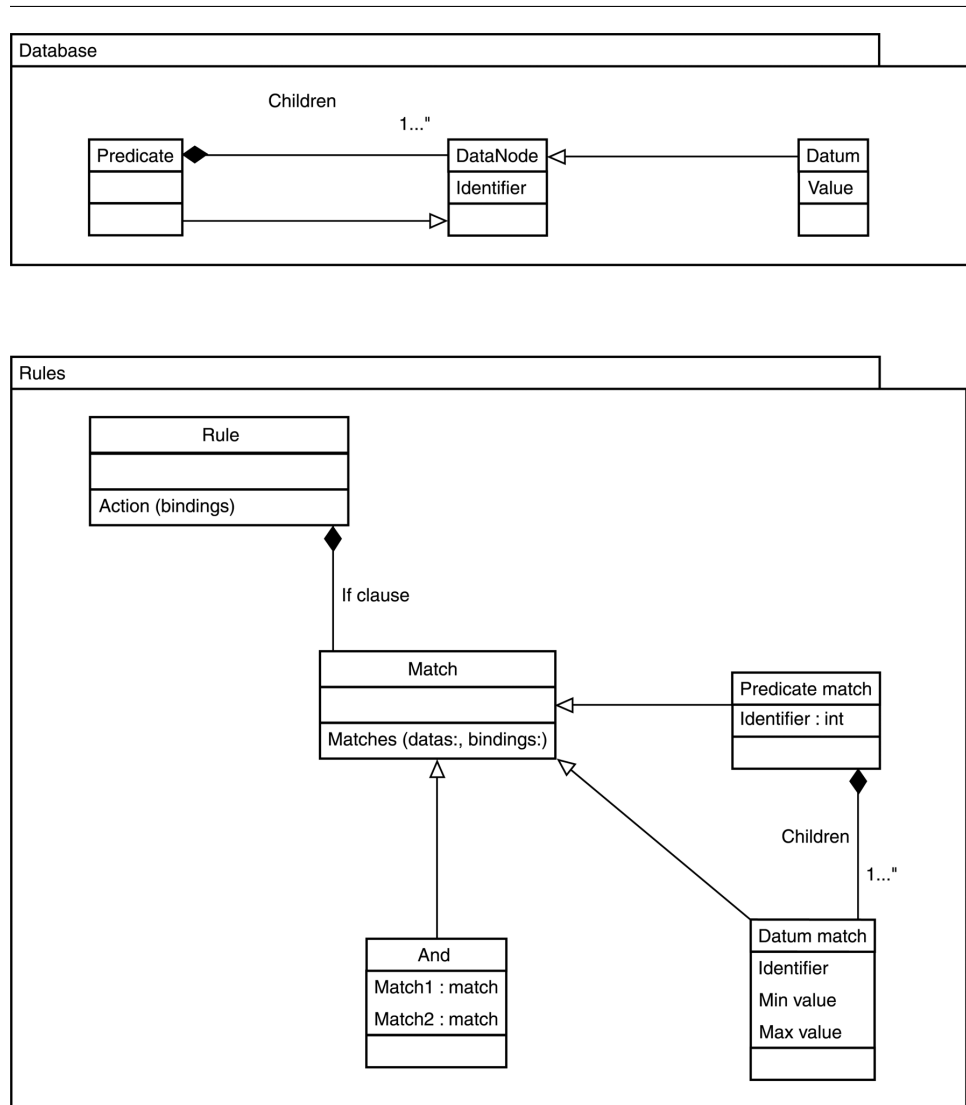 Database
Children
1..."
Predicate
DataNode
Datum
Identifier
Value
Rules
Rule
Action (bindings)
If clause
Match
Matches (datas:, bindings:)
Predicate match
Identifier : int
Children
1..."
And
Match1 : match
Match2 : match
Datum match
Identifier
Min value
Max value